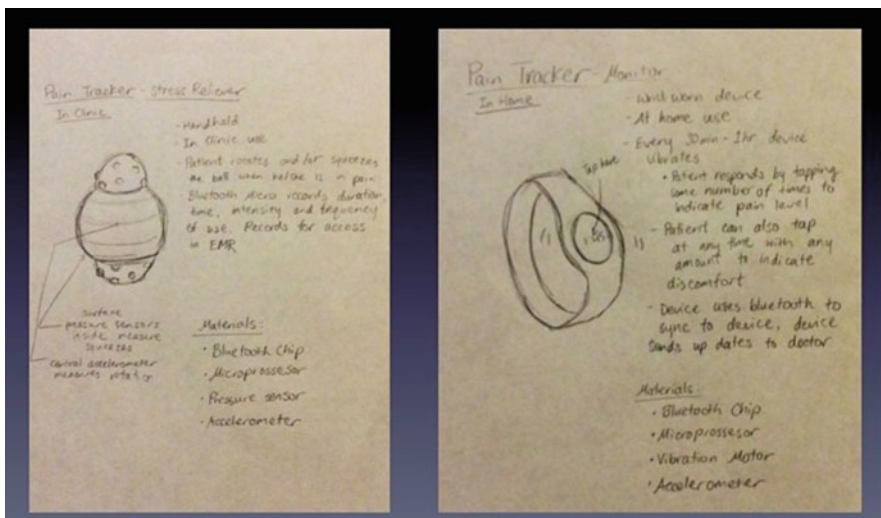 Pain Tracker - Stress Reliever
In Clinic
- Handheld
- In Clinic use
- Patient rotates and/or squeezes
the ball when he/she is in pain
- Bluetooth Micro records duration,
time, intensity and frequency
of use. Records for access
in EMR
surface
pressure sensors
inside measure
squeezes
central accelerometer
measures rotation
Materials:
• Bluetooth Chip
• Microprossesor
• Pressure sensor
• Accelerometer
Pain Tracker - Monitor
In Home
- Wrist worn device
- At home use
- Every 30min - 1hr device
vibrates
• Patient responds by tapping
some number of times to
indicate pain level
Tap here
- Patient can also tap
at any time with any
amount to indicate
discomfort
- Device uses bluetooth to
sync to device, device
sends up dates to doctor
Materials:
• Bluetooth Chip
• Microprossesor
• Vibration Motor
• Accelerometer